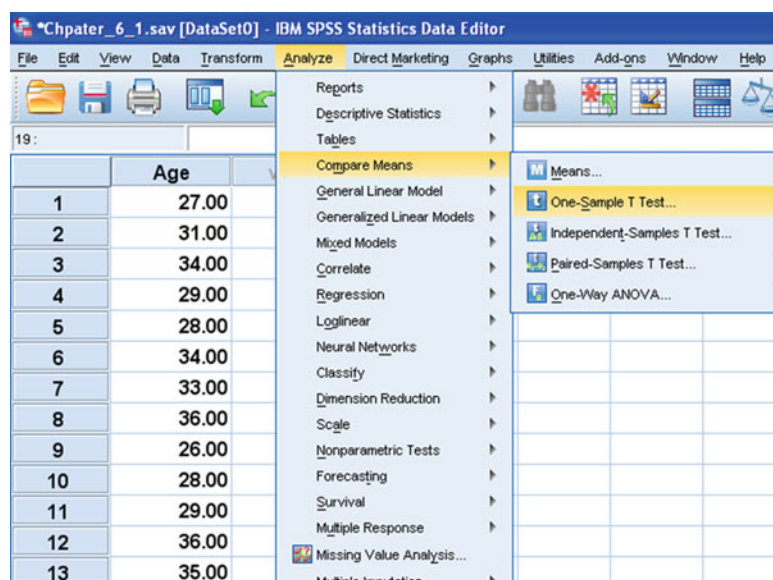 *Chpater_6_1.sav [DataSet0] - IBM SPSS Statistics Data Editor
File Edit View Data Transform Analyze Direct Marketing Graphs Utilities Add-ons Window Help
19 :
Age
1 27.00
2 31.00
3 34.00
4 29.00
5 28.00
6 34.00
7 33.00
8 36.00
9 26.00
10 28.00
11 29.00
12 36.00
13 35.00
Reports
Descriptive Statistics
Tables
Compare Means
General Linear Model
Generalized Linear Models
Mixed Models
Correlate
Regression
Loglinear
Neural Networks
Classify
Dimension Reduction
Scale
Nonparametric Tests
Forecasting
Survival
Multiple Response
Missing Value Analysis...
Multiple Imputation
M Means...
t One-Sample T Test...
Independent-Samples T Test...
Paired-Samples T Test...
One-Way ANOVA...